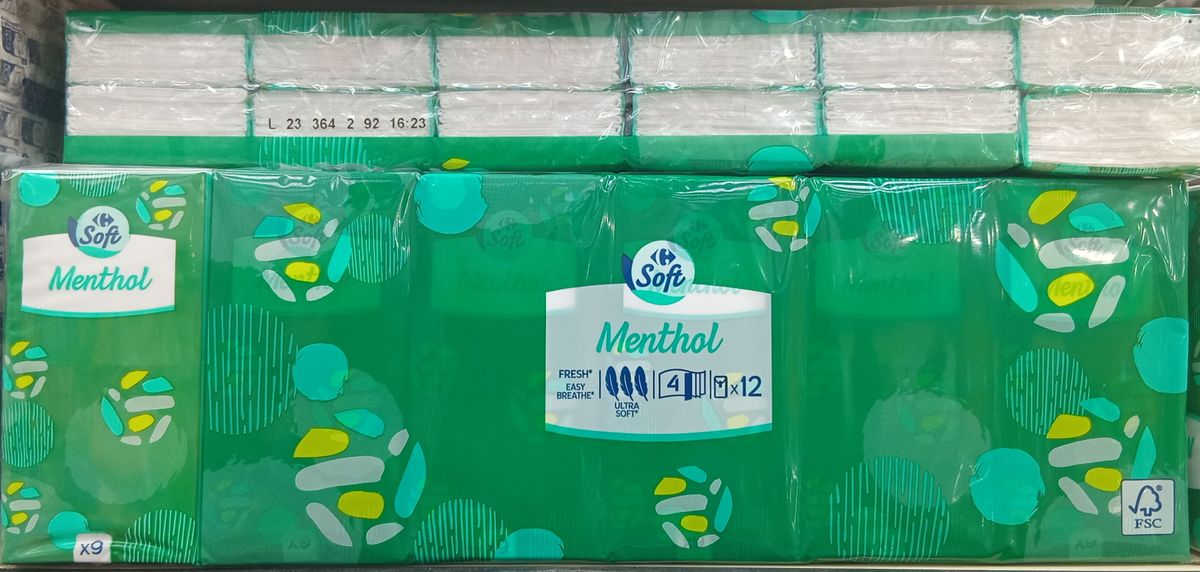 L 23 364 2 92 16:23
Soft
Menthol
x9
Soft
Menthol
FRESH*
EASY
BREATHE*
ULTRA
SOFT*
4
x12
FSC